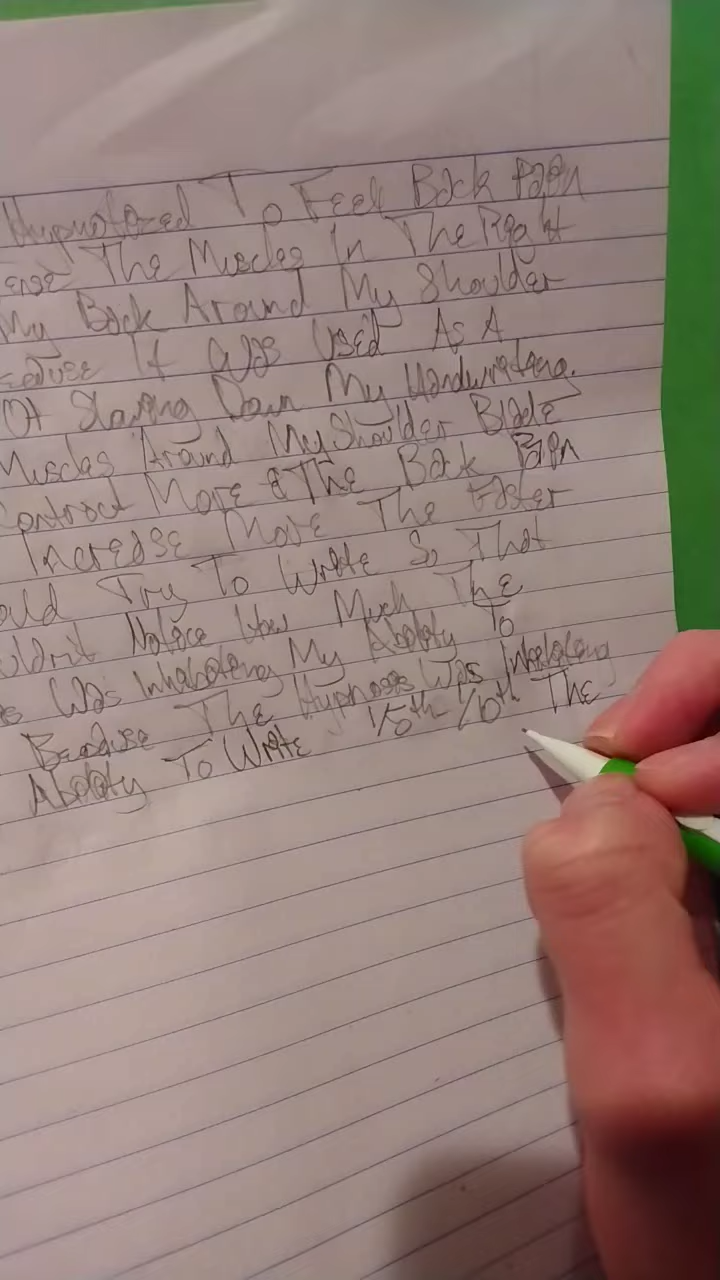 Hypnotized To Feel Back Pain
The Muscles In The Right
My Back Around My Shoulder
If Was Used As A
Of Slowing Down My Handwriting.
Muscles Around My Shoulder Blade
Contract More & The Back Pain
Increase More The Faster
Try To Write So That
Notice How Much The
Was Inhabiting My Ability To
Because The Hypnosis Was Inhabiting
Ability To Write 1/5th 1/10th The